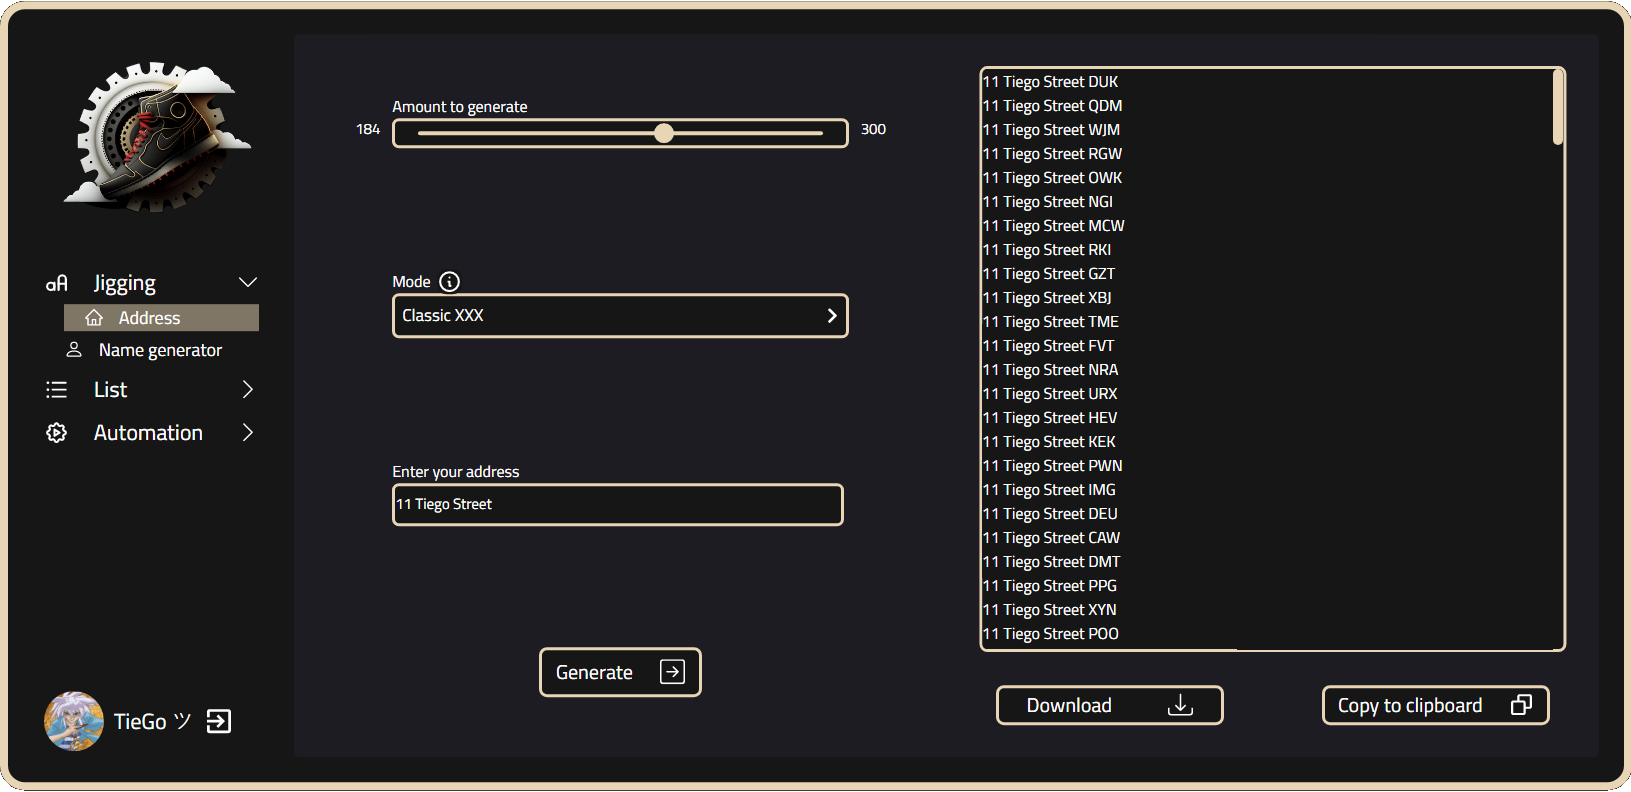 Jigging
Address
Name generator
List
Automation
TieGo ツ
Amount to generate
184
300
Mode
Classic XXX
Enter your address
11 Tiego Street
Generate
11 Tiego Street DUK
11 Tiego Street QDM
11 Tiego Street WJM
11 Tiego Street RGW
11 Tiego Street OWK
11 Tiego Street NGI
11 Tiego Street MCW
11 Tiego Street RKI
11 Tiego Street GZT
11 Tiego Street XBJ
11 Tiego Street TME
11 Tiego Street FVT
11 Tiego Street NRA
11 Tiego Street URX
11 Tiego Street HEV
11 Tiego Street KEK
11 Tiego Street PWN
11 Tiego Street IMG
11 Tiego Street DEU
11 Tiego Street CAW
11 Tiego Street DMT
11 Tiego Street PPG
11 Tiego Street XYN
11 Tiego Street POO
Download
Copy to clipboard